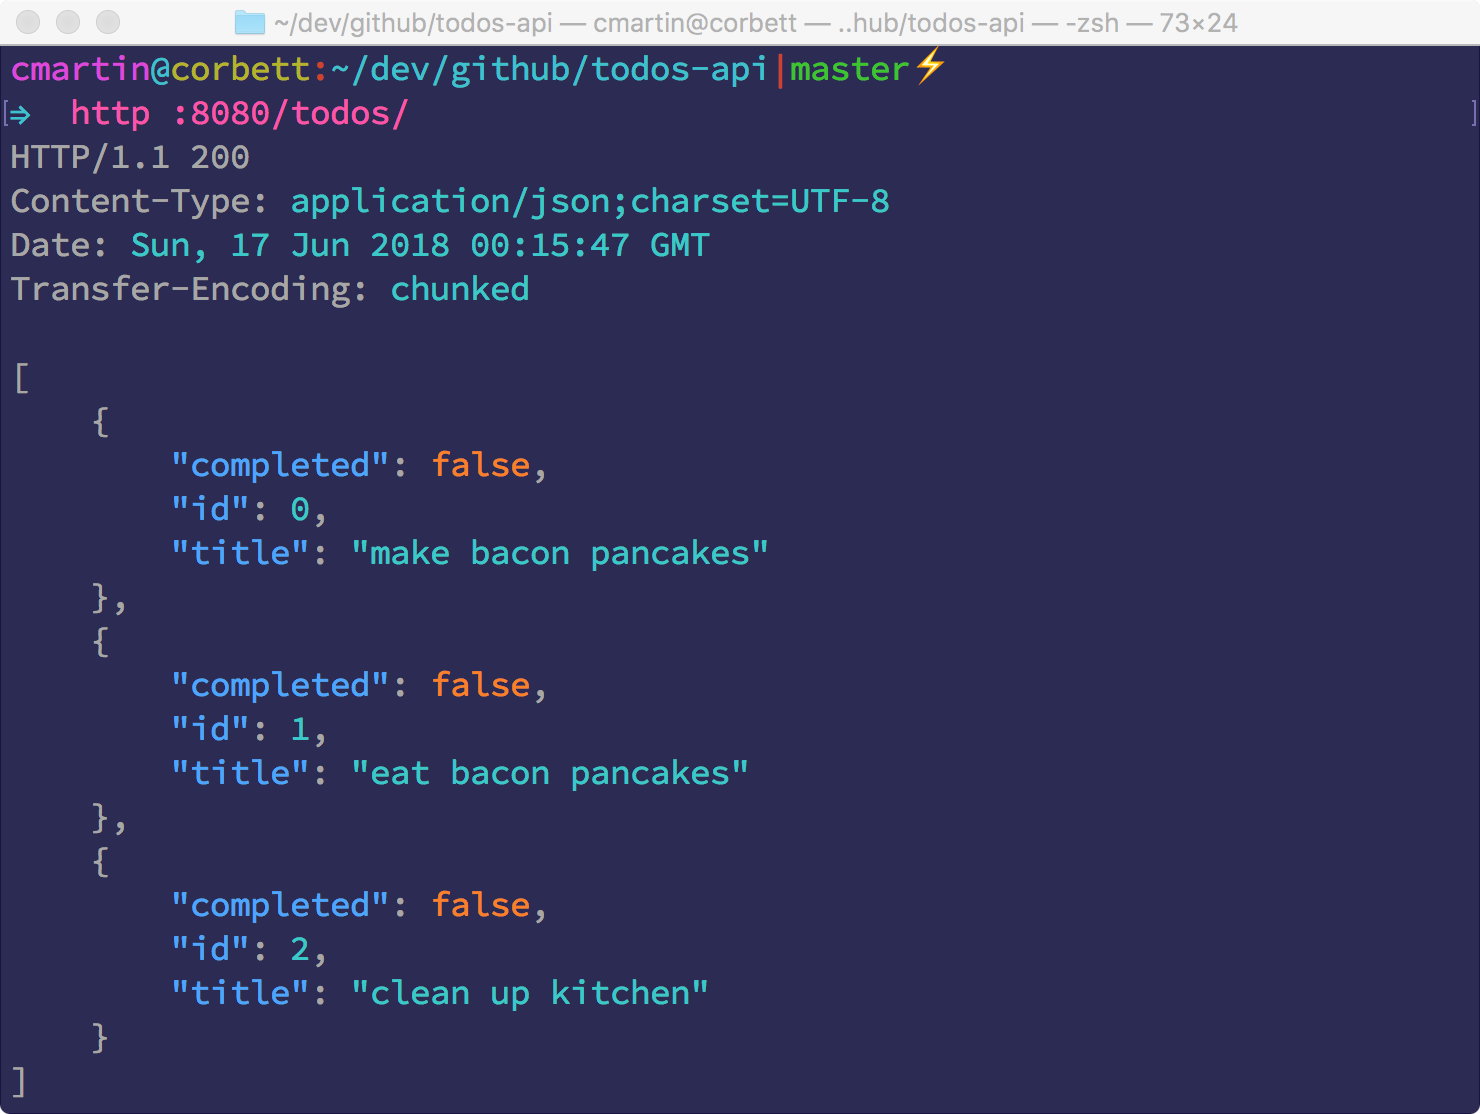 ~/dev/github/todos-api — cmartin@corbett — ..hub/todos-api — -zsh — 73×24
cmartin@corbett:~/dev/github/todos-api|master⚡
[⇒  http :8080/todos/ ]
HTTP/1.1 200
Content-Type: application/json;charset=UTF-8
Date: Sun, 17 Jun 2018 00:15:47 GMT
Transfer-Encoding: chunked

[
    {
        "completed": false,
        "id": 0,
        "title": "make bacon pancakes"
    },
    {
        "completed": false,
        "id": 1,
        "title": "eat bacon pancakes"
    },
    {
        "completed": false,
        "id": 2,
        "title": "clean up kitchen"
    }
]